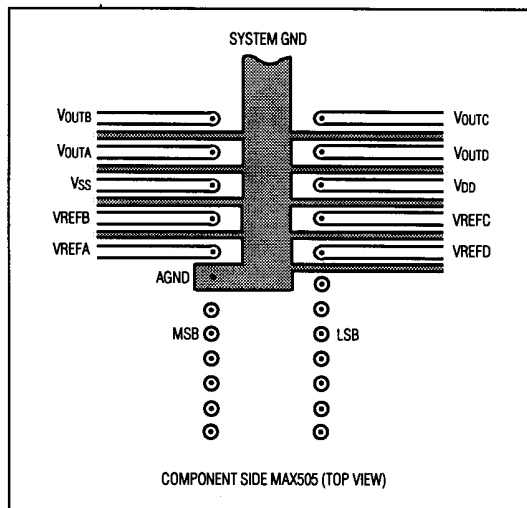 SYSTEM GND
VOUTB VOUTC
VOUTA VOUTD
VSS VDD
VREFB VREFC
VREFA VREFD
AGND
MSB LSB
COMPONENT SIDE MAX505 (TOP VIEW)